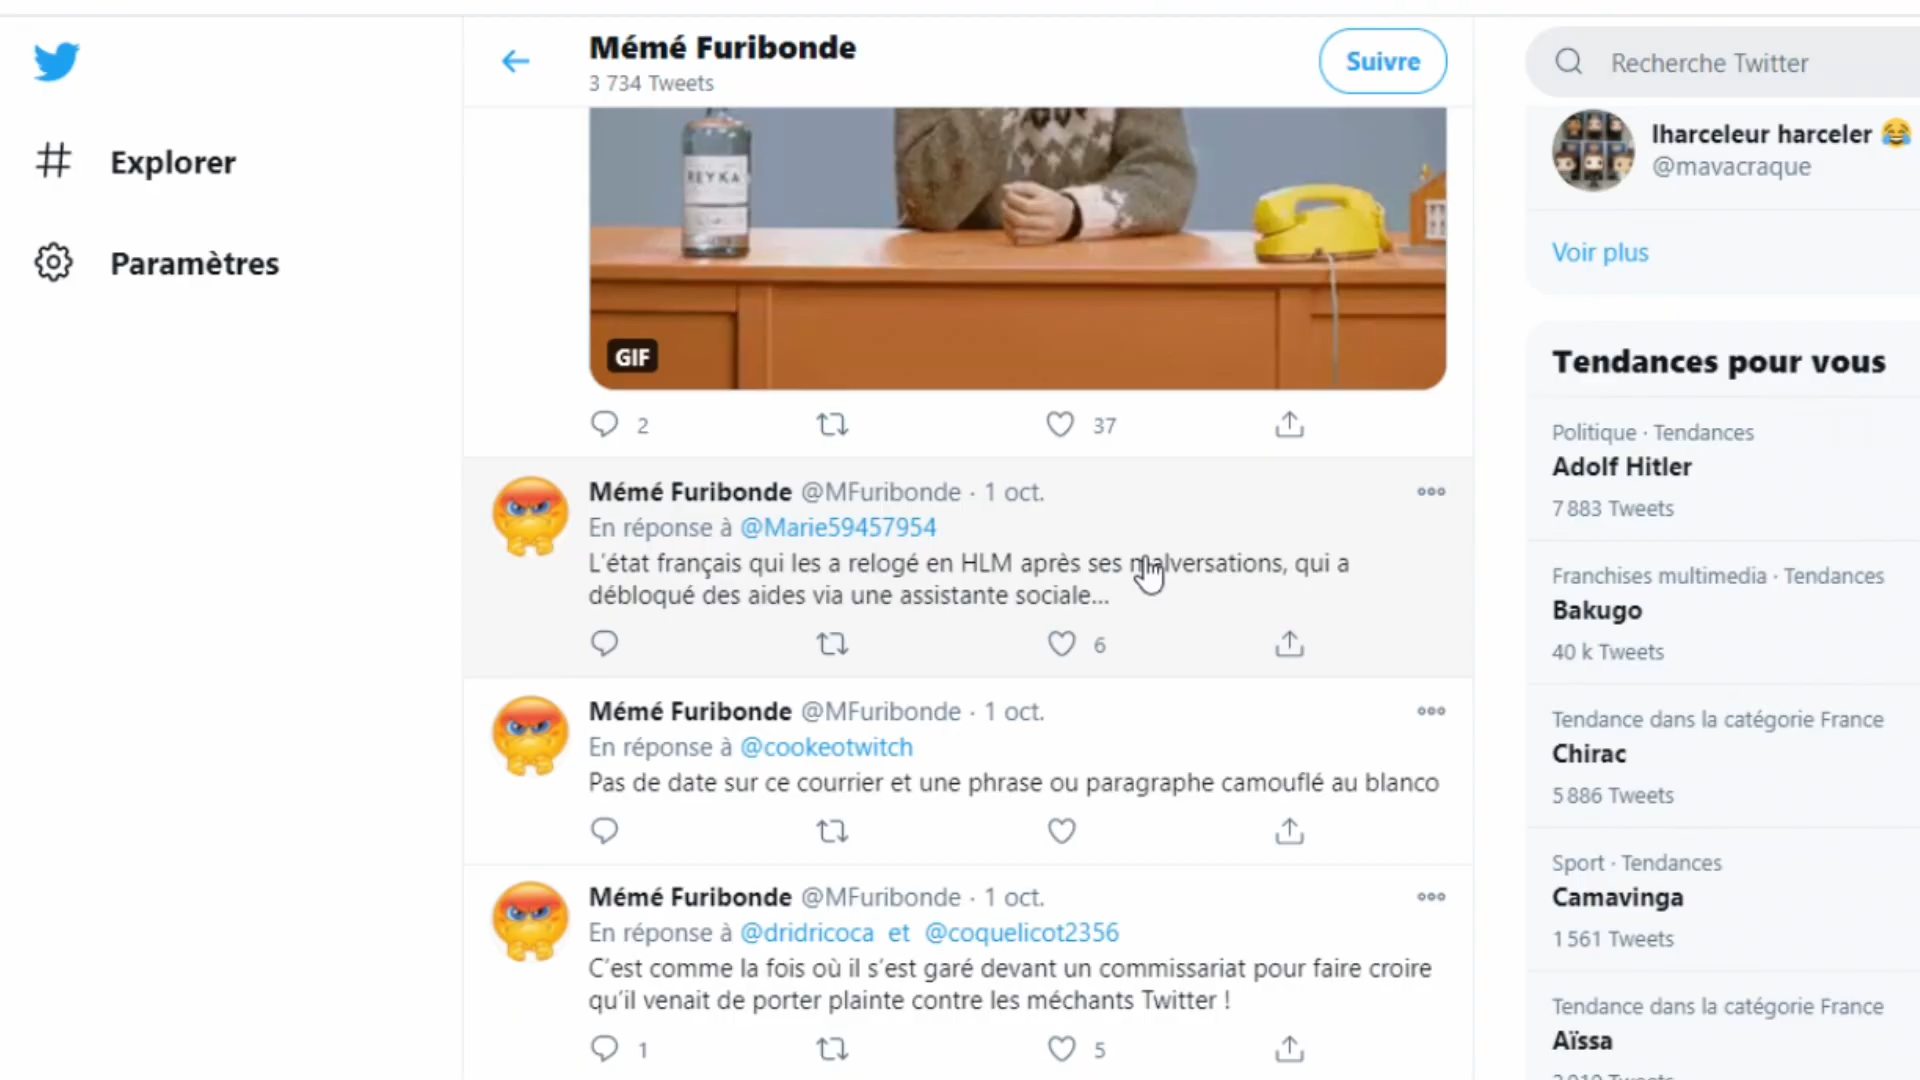 Mémé Furibonde
3 734 Tweets
Suivre
Recherche Twitter
Explorer
Paramètres
lharceleur harceler 😂
@mavacraque
Voir plus
REYKA
GIF
2
37
Mémé Furibonde @MFuribonde · 1 oct.
En réponse à @Marie59457954
L'état français qui les a relogé en HLM après ses malversations, qui a
débloqué des aides via une assistante sociale...
6
Mémé Furibonde @MFuribonde · 1 oct.
En réponse à @cookeotwitch
Pas de date sur ce courrier et une phrase ou paragraphe camouflé au blanco
Mémé Furibonde @MFuribonde · 1 oct.
En réponse à @dridricoca et @coquelicot2356
C'est comme la fois où il s'est garé devant un commissariat pour faire croire
qu'il venait de porter plainte contre les méchants Twitter !
1
5
Tendances pour vous
Politique · Tendances
Adolf Hitler
7 883 Tweets
Franchises multimedia · Tendances
Bakugo
40 k Tweets
Tendance dans la catégorie France
Chirac
5 886 Tweets
Sport · Tendances
Camavinga
1 561 Tweets
Tendance dans la catégorie France
Aïssa